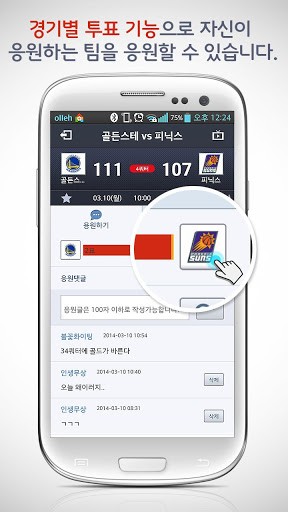 경기별 투표 기능으로 자신이
응원하는 팀을 응원할 수 있습니다.
olleh
75%
오후 12:24
골든스테 vs 피닉스
111
4쿼터
107
골든스..
피닉스
03.10(월)
10:00
응원하기
SUNS
응원댓글
응원글은 100자 이하로 작성가능합니다.
불꽃화이팅
2014-03-10 10:54
34쿼터에 골드가 바른다
인생무상
2014-03-10 10:40
삭제
오늘 왜이러지..
인생무상
2014-03-10 08:31
삭제
ㄱㄱㄱ